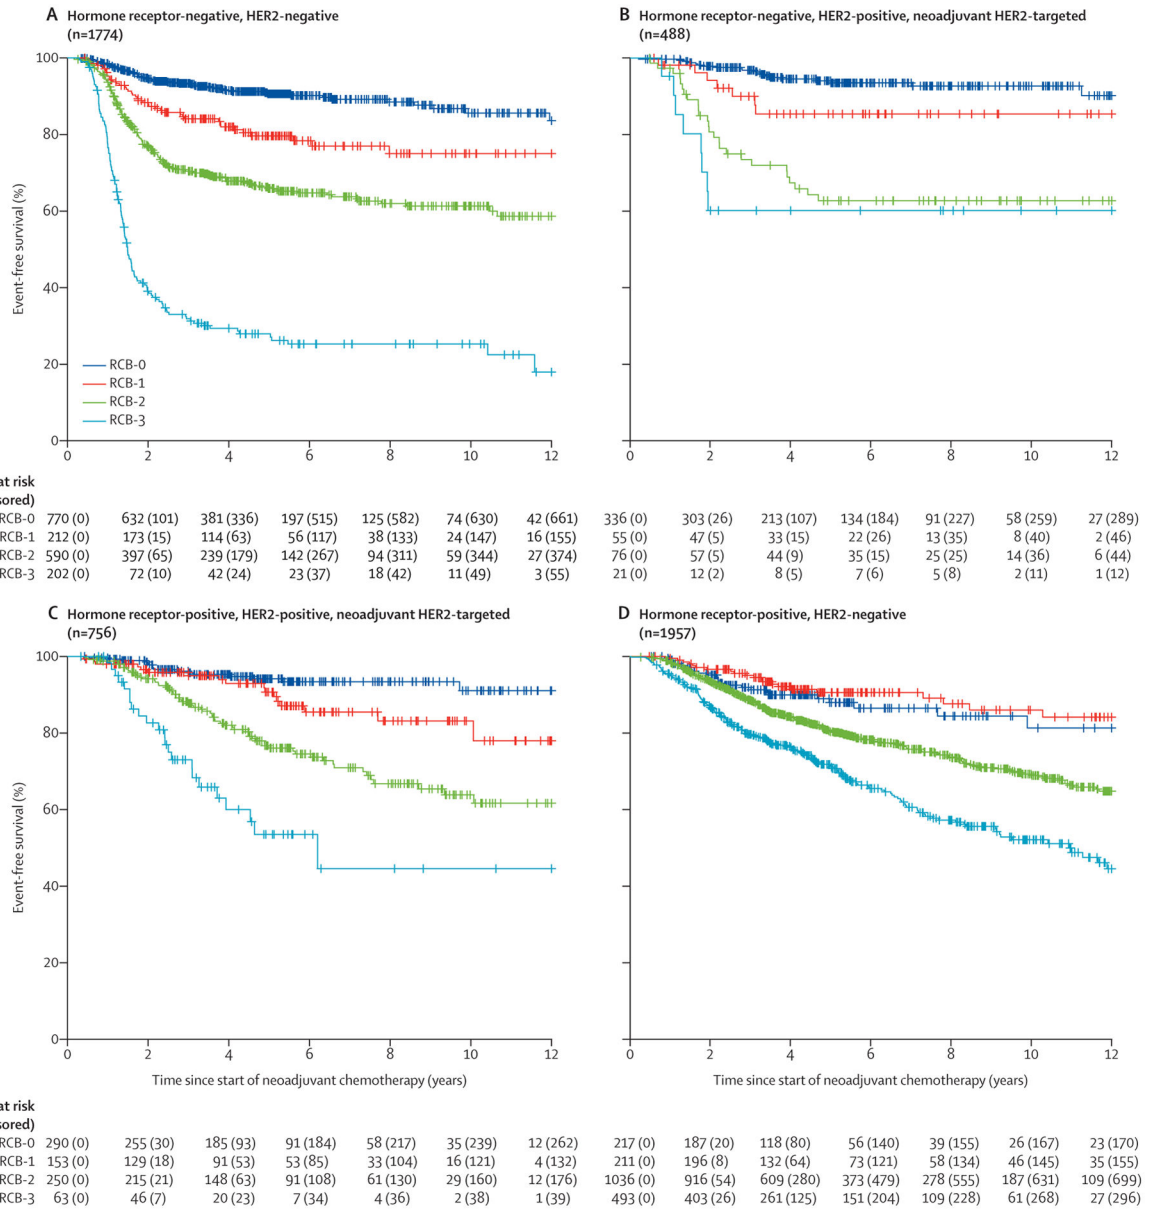 A Hormone receptor-negative, HER2-negative
(n=1774)
B Hormone receptor-negative, HER2-positive, neoadjuvant HER2-targeted
(n=488)
Event-free survival (%)
100
80
60
40
20
0
RCB-0
RCB-1
RCB-2
RCB-3
0 2 4 6 8 10 12
0 2 4 6 8 10 12
at risk
sored)
RCB-0 770 (0) 632 (101) 381 (336) 197 (515) 125 (582) 74 (630) 42 (661) 336 (0) 303 (26) 213 (107) 134 (184) 91 (227) 58 (259) 27 (289)
RCB-1 212 (0) 173 (15) 114 (63) 56 (117) 38 (133) 24 (147) 16 (155) 55 (0) 47 (5) 33 (15) 22 (26) 13 (35) 8 (40) 2 (46)
RCB-2 590 (0) 397 (65) 239 (179) 142 (267) 94 (311) 59 (344) 27 (374) 76 (0) 57 (5) 44 (9) 35 (15) 25 (25) 14 (36) 6 (44)
RCB-3 202 (0) 72 (10) 42 (24) 23 (37) 18 (42) 11 (49) 3 (55) 21 (0) 12 (2) 8 (5) 7 (6) 5 (8) 2 (11) 1 (12)
C Hormone receptor-positive, HER2-positive, neoadjuvant HER2-targeted
(n=756)
D Hormone receptor-positive, HER2-negative
(n=1957)
Event-free survival (%)
100
80
60
40
20
0
0 2 4 6 8 10 12
0 2 4 6 8 10 12
Time since start of neoadjuvant chemotherapy (years)
Time since start of neoadjuvant chemotherapy (years)
at risk
sored)
RCB-0 290 (0) 255 (30) 185 (93) 91 (184) 58 (217) 35 (239) 12 (262) 217 (0) 187 (20) 118 (80) 56 (140) 39 (155) 26 (167) 23 (170)
RCB-1 153 (0) 129 (18) 91 (53) 53 (85) 33 (104) 16 (121) 4 (132) 211 (0) 196 (8) 132 (64) 73 (121) 58 (134) 46 (145) 35 (155)
RCB-2 250 (0) 215 (21) 148 (63) 91 (108) 61 (130) 29 (160) 12 (176) 1036 (0) 916 (54) 609 (280) 373 (479) 278 (555) 187 (631) 109 (699)
RCB-3 63 (0) 46 (7) 20 (23) 7 (34) 4 (36) 2 (38) 1 (39) 493 (0) 403 (26) 261 (125) 151 (204) 109 (228) 61 (268) 27 (296)